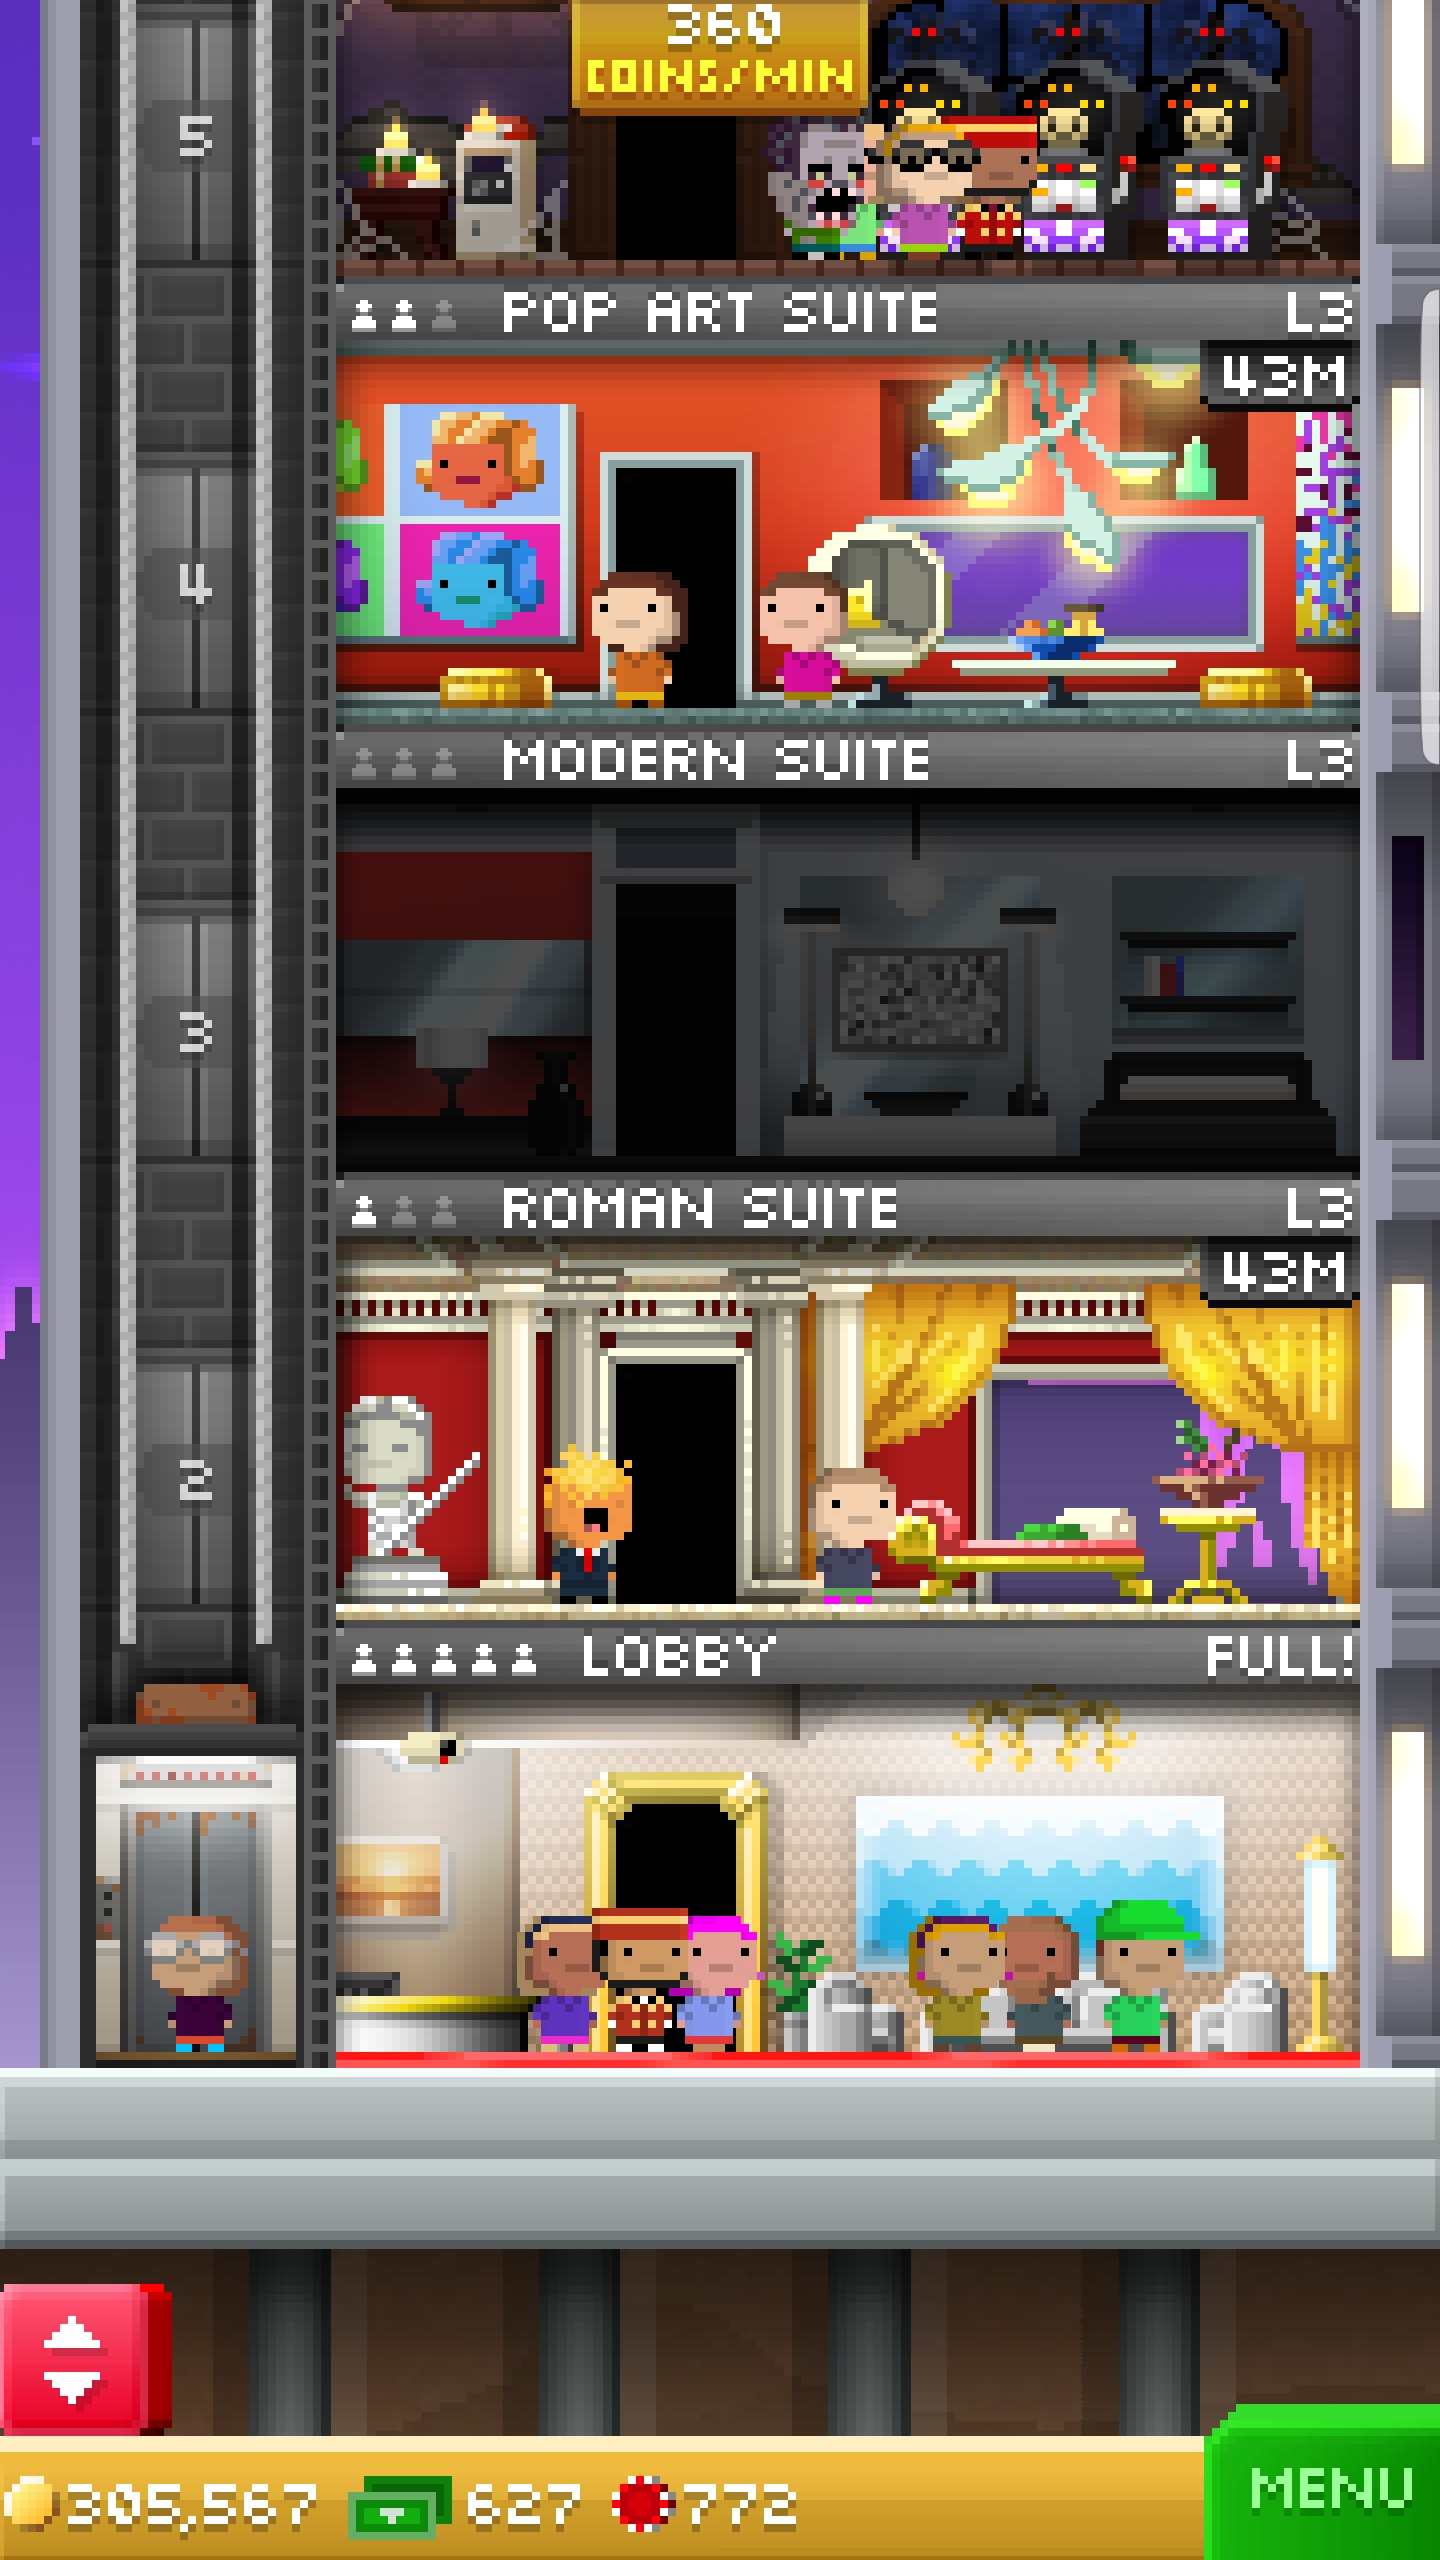 360
COINS/MIN
5
POP ART SUITE L3
43M
4
MODERN SUITE L3
3
ROMAN SUITE L3
43M
2
LOBBY FULL!
305,567 627 772
MENU